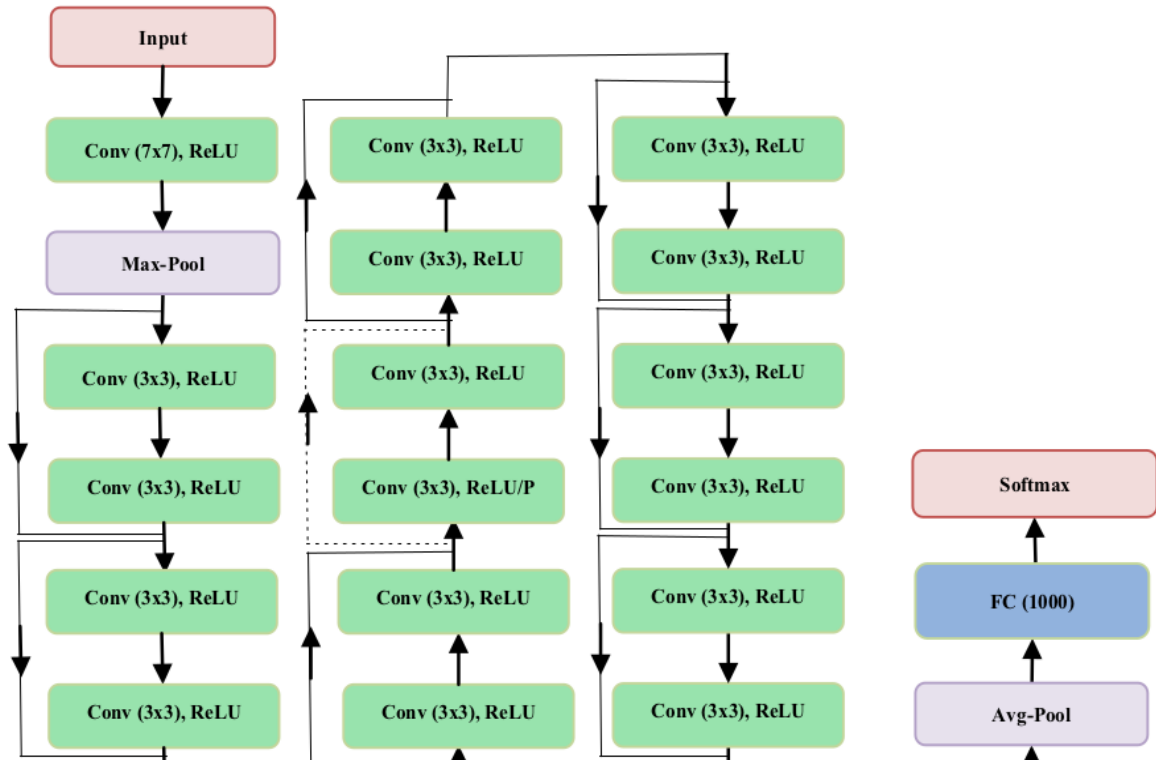 Input
Conv (7x7), ReLU
Max-Pool
Conv (3x3), ReLU
Conv (3x3), ReLU
Conv (3x3), ReLU
Conv (3x3), ReLU
Conv (3x3), ReLU
Conv (3x3), ReLU
Conv (3x3), ReLU
Conv (3x3), ReLU/P
Conv (3x3), ReLU
Conv (3x3), ReLU
Conv (3x3), ReLU
Conv (3x3), ReLU
Conv (3x3), ReLU
Conv (3x3), ReLU
Conv (3x3), ReLU
Conv (3x3), ReLU
Softmax
FC (1000)
Avg-Pool